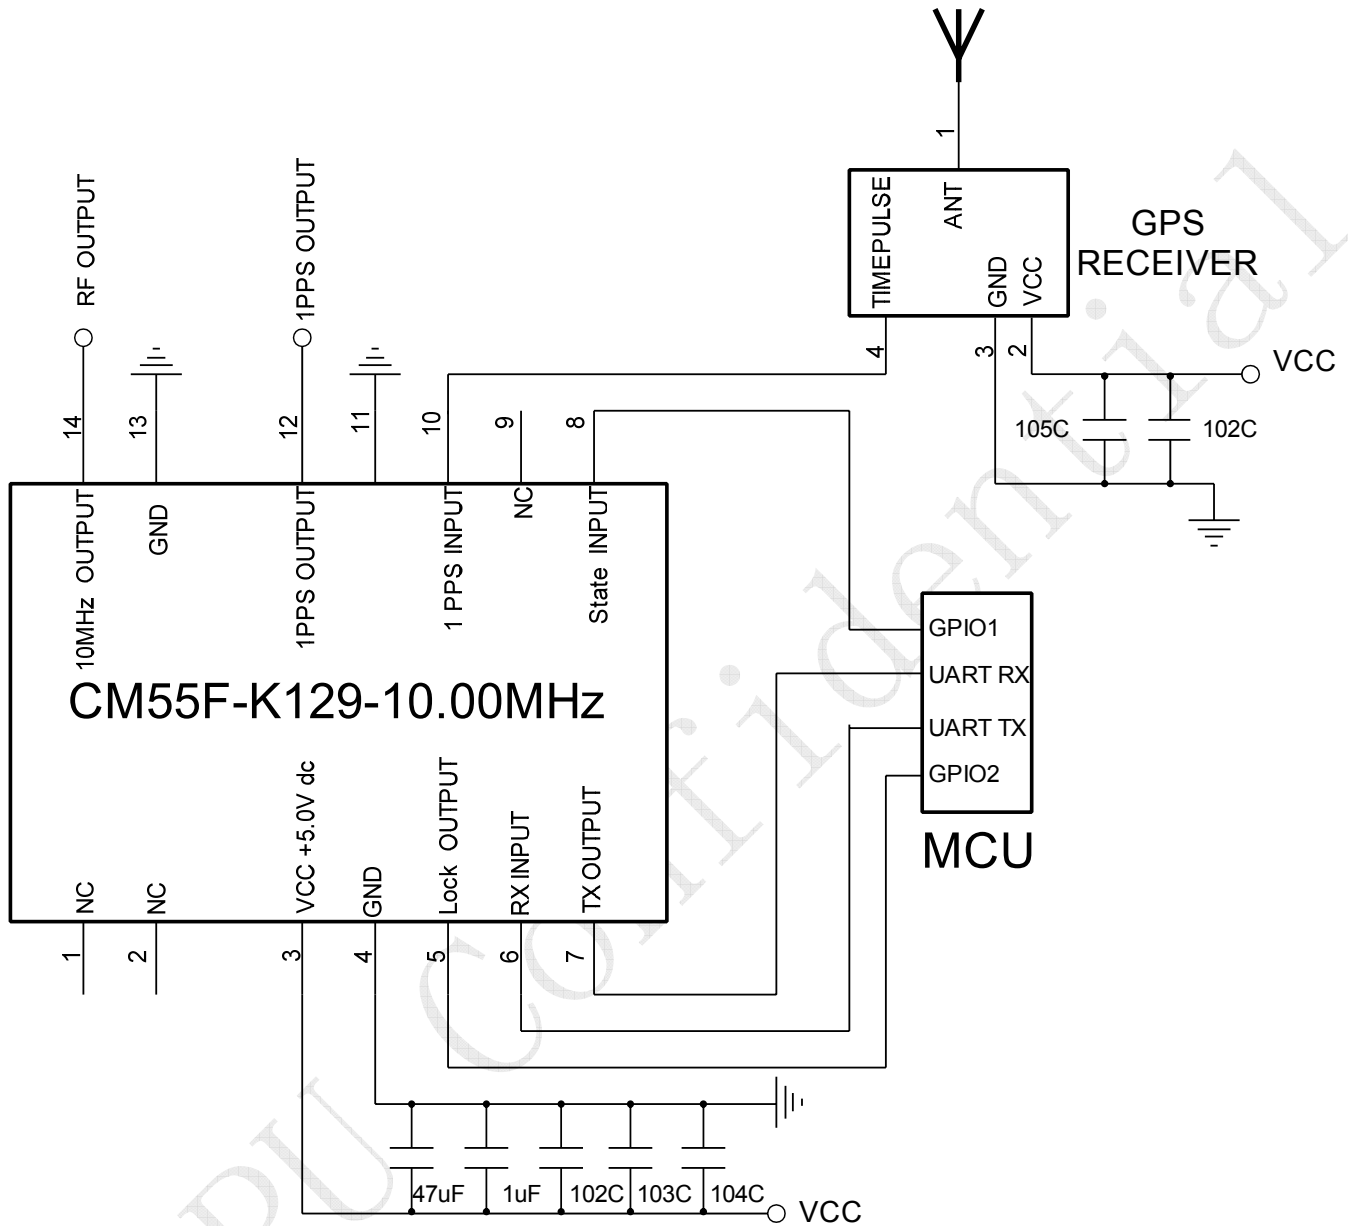 1
TIMEPULSE
ANT
GND
VCC
GPS
RECEIVER
4
3
2
VCC
105C
102C
RF OUTPUT
1PPS OUTPUT
14
13
12
11
10
9
8
10MHz OUTPUT
GND
1PPS OUTPUT
1 PPS INPUT
NC
State INPUT
CM55F-K129-10.00MHz
GPIO1
UART RX
UART TX
GPIO2
MCU
NC
NC
VCC +5.0V dc
GND
Lock OUTPUT
RX INPUT
TX OUTPUT
1
2
3
4
5
6
7
47uF
1uF
102C
103C
104C
VCC
PU Confidential